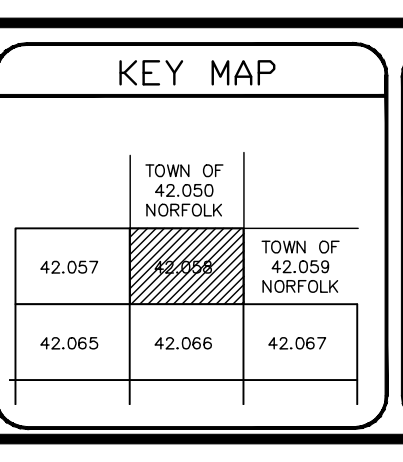 KEY MAP
TOWN OF
42.050
NORFOLK
42.057
42.058
TOWN OF
42.059
NORFOLK
42.065
42.066
42.067